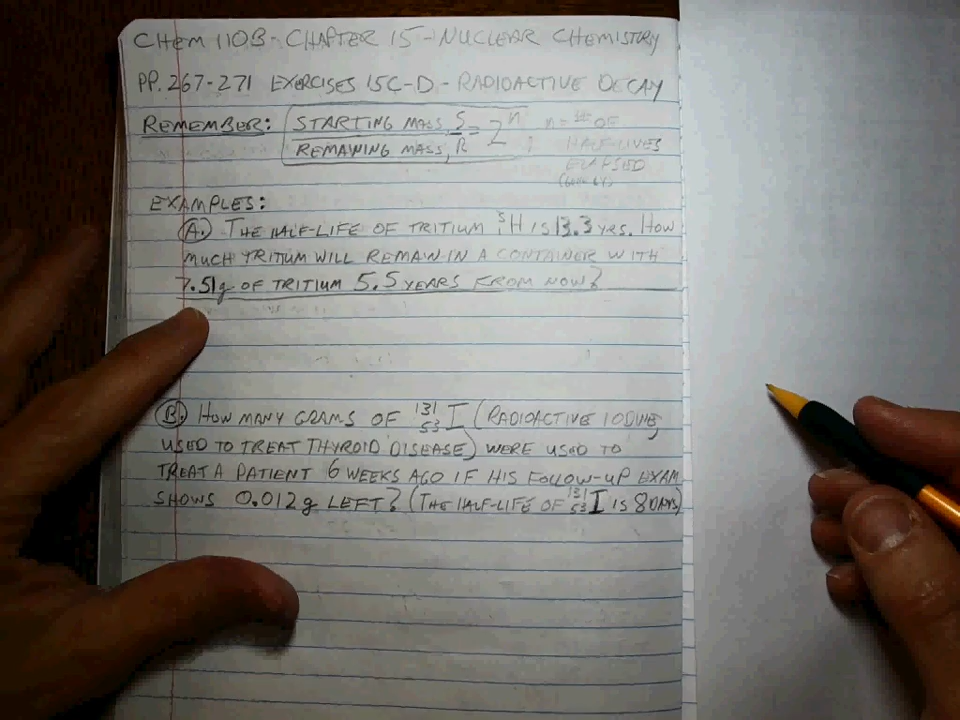 CHEM 110B - CHAPTER 15 - NUCLEAR CHEMISTRY
PP. 267-271 EXERCISES 15C-D - RADIOACTIVE DECAY
REMEMBER: STARTING MASS, S / REMAINING MASS, R = 2^n n = # OF
HALF-LIVES
ELAPSED
EXAMPLES:
A. THE HALF-LIFE OF TRITIUM H IS 13.3 yrs. HOW
MUCH TRITIUM WILL REMAIN IN A CONTAINER WITH
7.51g OF TRITIUM 5.5 YEARS FROM NOW?
B. HOW MANY GRAMS OF ¹³¹₅₃I (RADIOACTIVE IODINE,
USED TO TREAT THYROID DISEASE) WERE USED TO
TREAT A PATIENT 6 WEEKS AGO IF HIS FOLLOW-UP EXAM
SHOWS 0.012g LEFT? (THE HALF-LIFE OF ¹³¹₅₃I IS 8 DAYS)